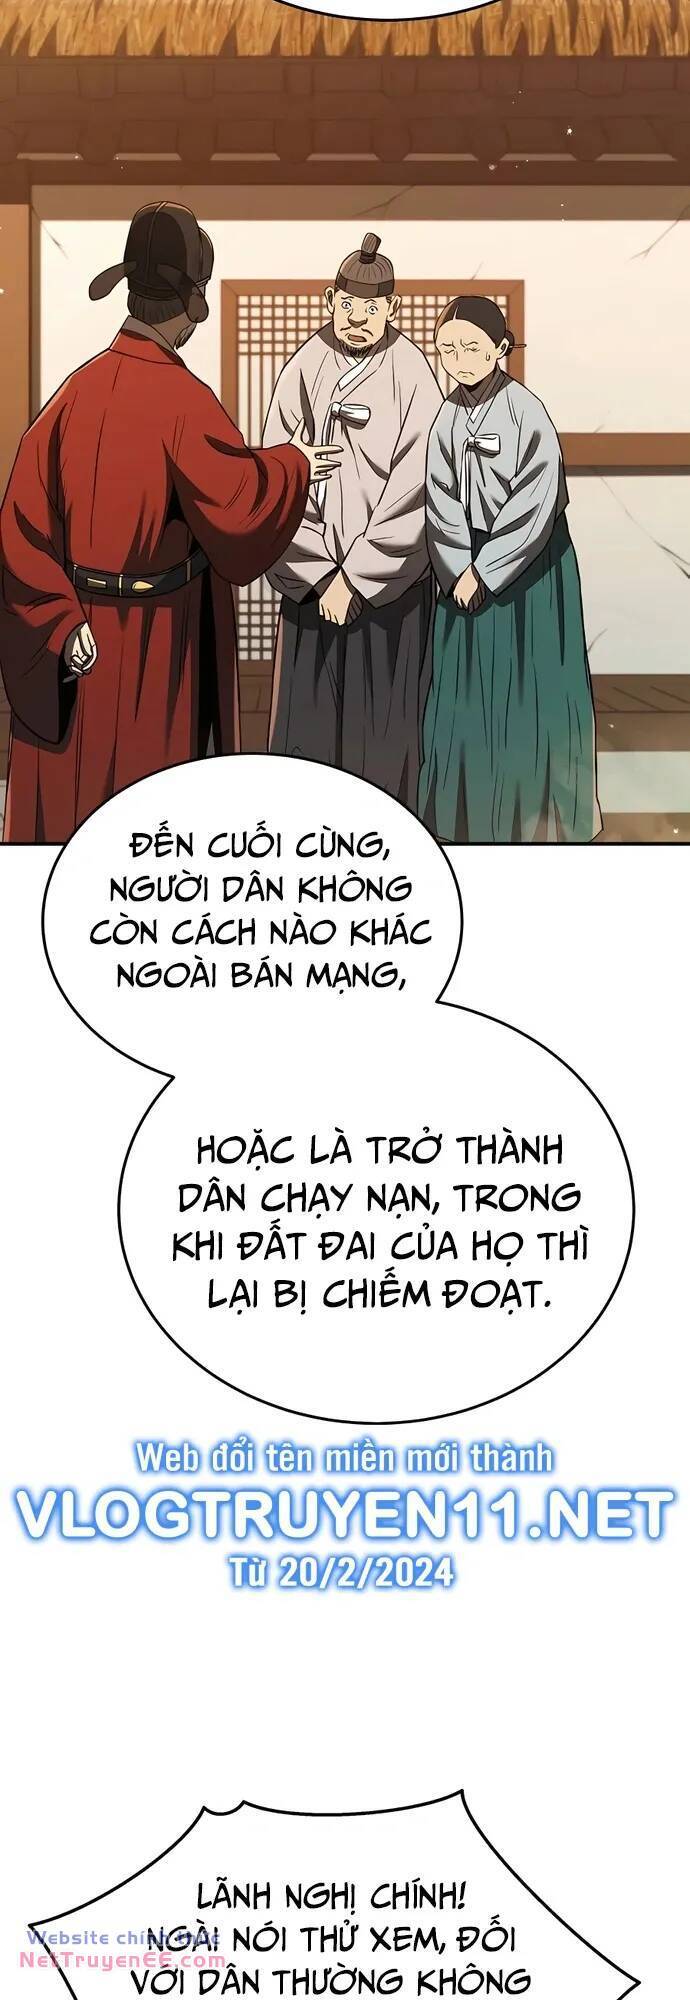 ĐẾN CUỐI CÙNG,
NGƯỜI DÂN KHÔNG
CÒN CÁCH NÀO KHÁC
NGOÀI BÁN MẠNG,
HOẶC LÀ TRỞ THÀNH
DÂN CHẠY NẠN, TRONG
KHI ĐẤT ĐAI CỦA HỌ THÌ
LẠI BỊ CHIẾM ĐOẠT.
Web đổi tên miền mới thành
VLOGTRUYEN11.NET
Từ 20/2/2024
LÃNH NGHỊ CHÍNH!
Website chính thức
NGÀI NÓI THỬ XEM, ĐỐI
NetTruyenEE.com
VỚI DÂN THƯỜNG KHÔNG